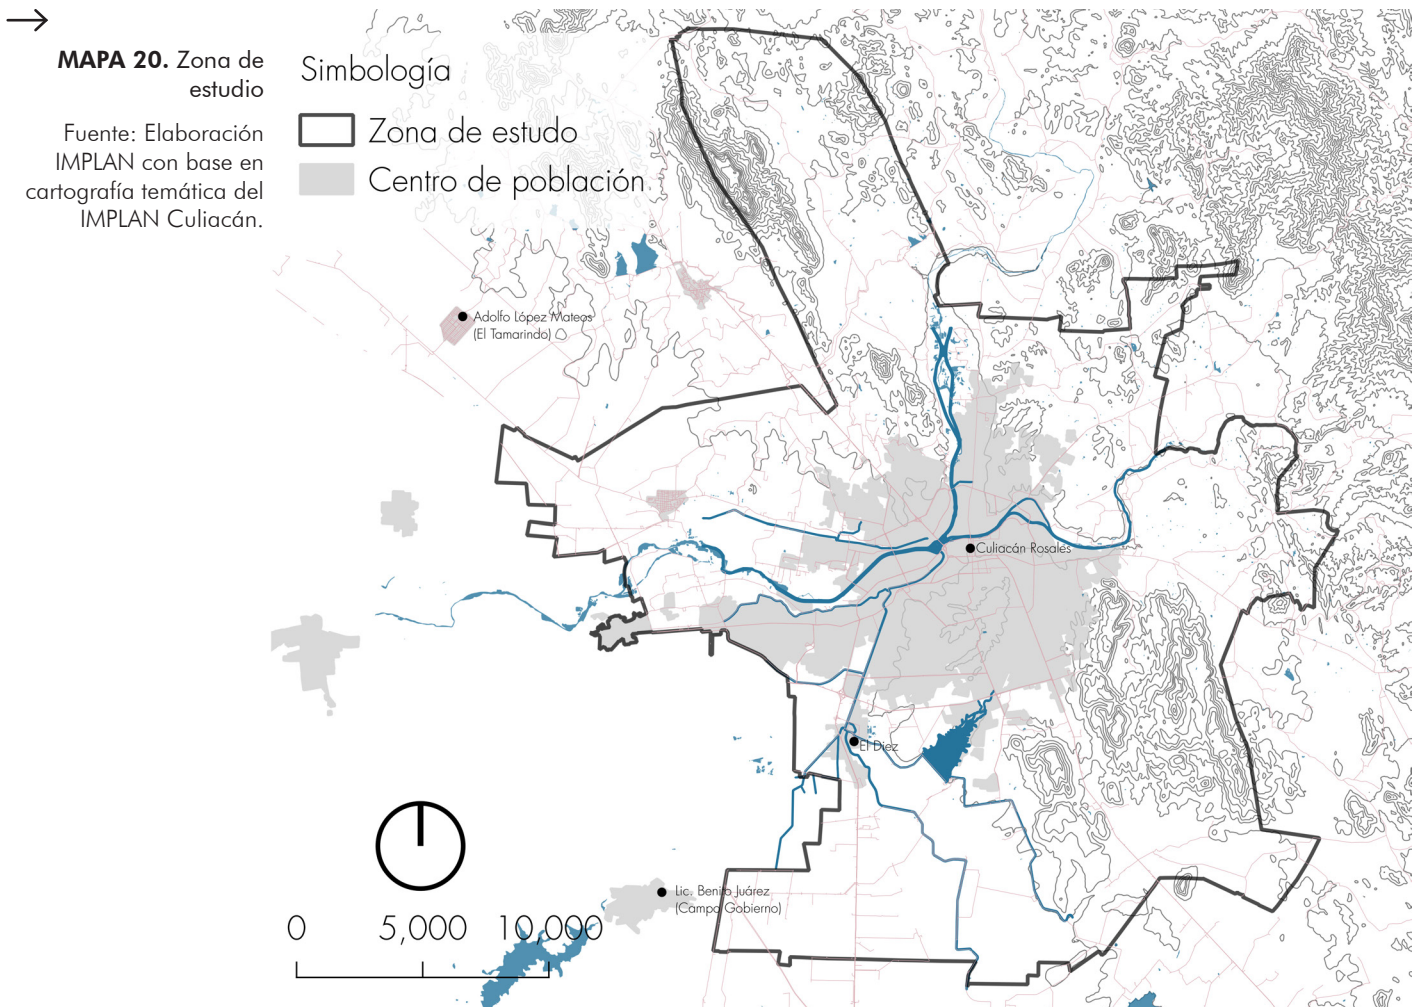 MAPA 20. Zona de
estudio
Fuente: Elaboración
IMPLAN con base en
cartografía temática del
IMPLAN Culiacán.
Simbología
Zona de estudo
Centro de población
Adolfo López Mateos
(El Tamarindo)
Culiacán Rosales
El Diez
Lic. Benito Juárez
(Campo Gobierno)
0 5,000 10,000